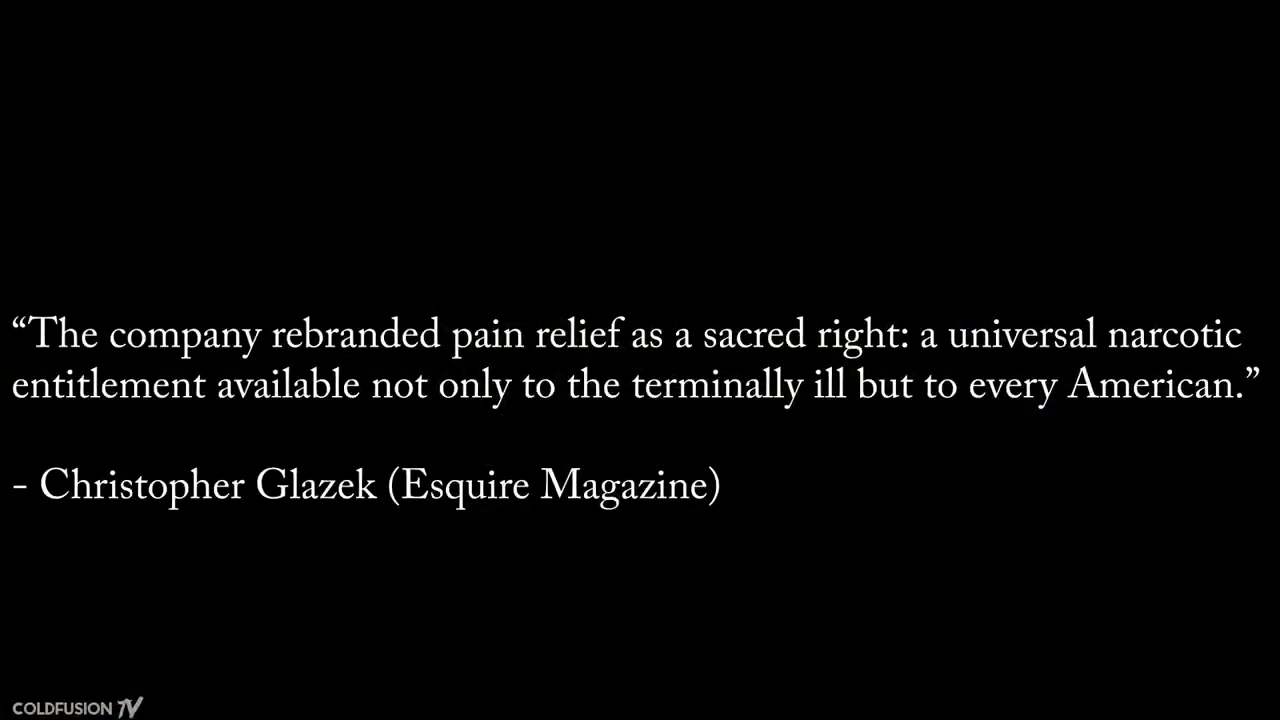 “The company rebranded pain relief as a sacred right: a universal narcotic
entitlement available not only to the terminally ill but to every American.”
- Christopher Glazek (Esquire Magazine)
COLDFUSION TV